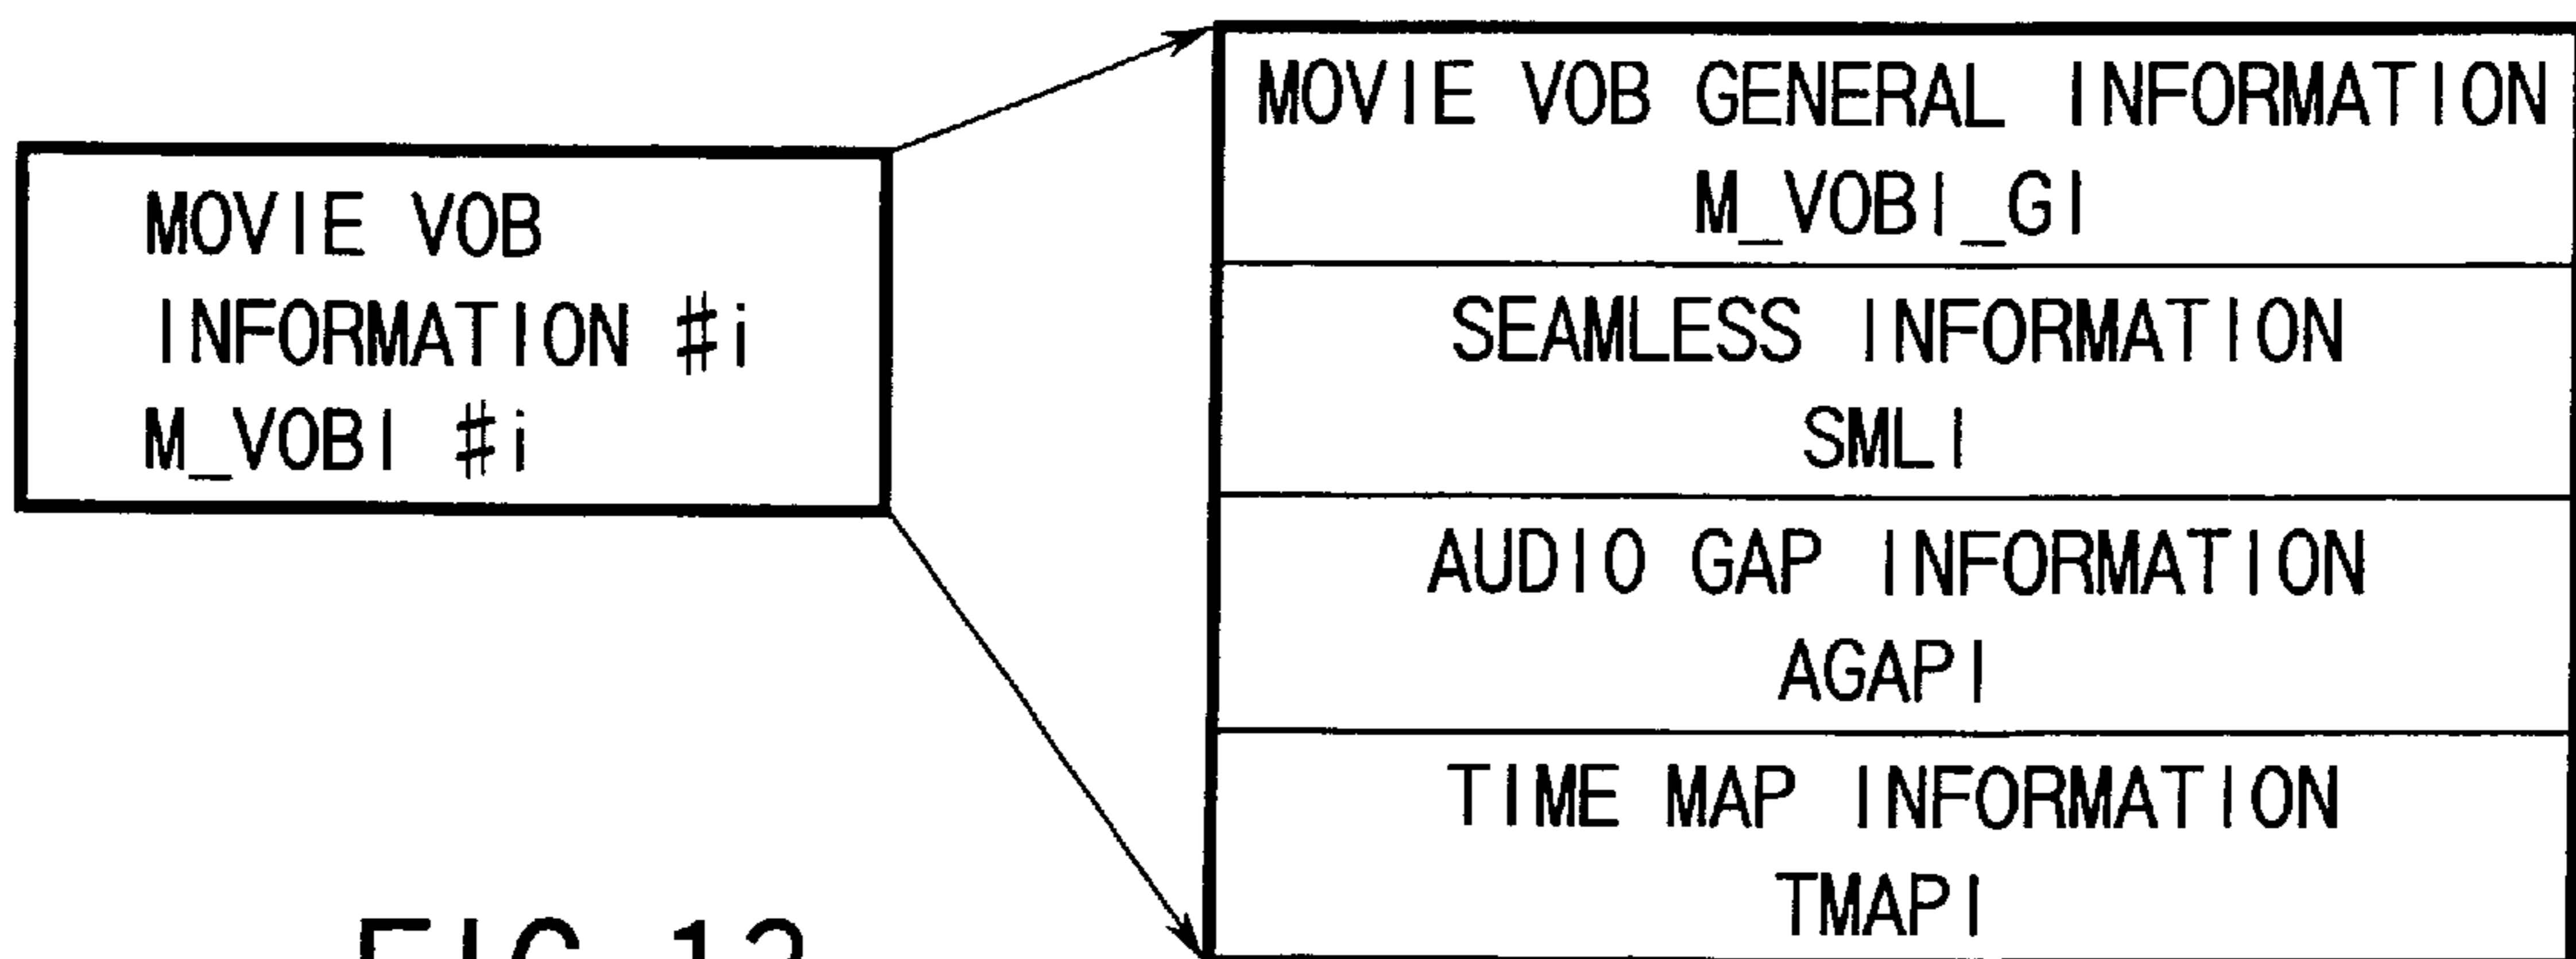 MOVIE VOB
INFORMATION #i
M_VOBI #i
MOVIE VOB GENERAL INFORMATION
M_VOBI_GI
SEAMLESS INFORMATION
SMLI
AUDIO GAP INFORMATION
AGAPI
TIME MAP INFORMATION
TMAPI
FIG